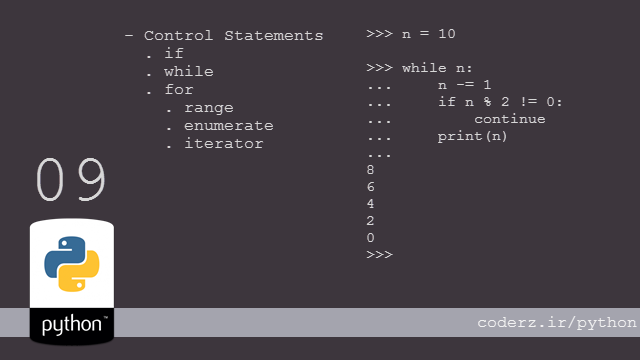 - Control Statements
. if
. while
. for
. range
. enumerate
. iterator
>>> n = 10
>>> while n:
... n -= 1
... if n % 2 != 0:
... continue
... print(n)
...
8
6
4
2
0
>>>
09
python™
coderz.ir/python